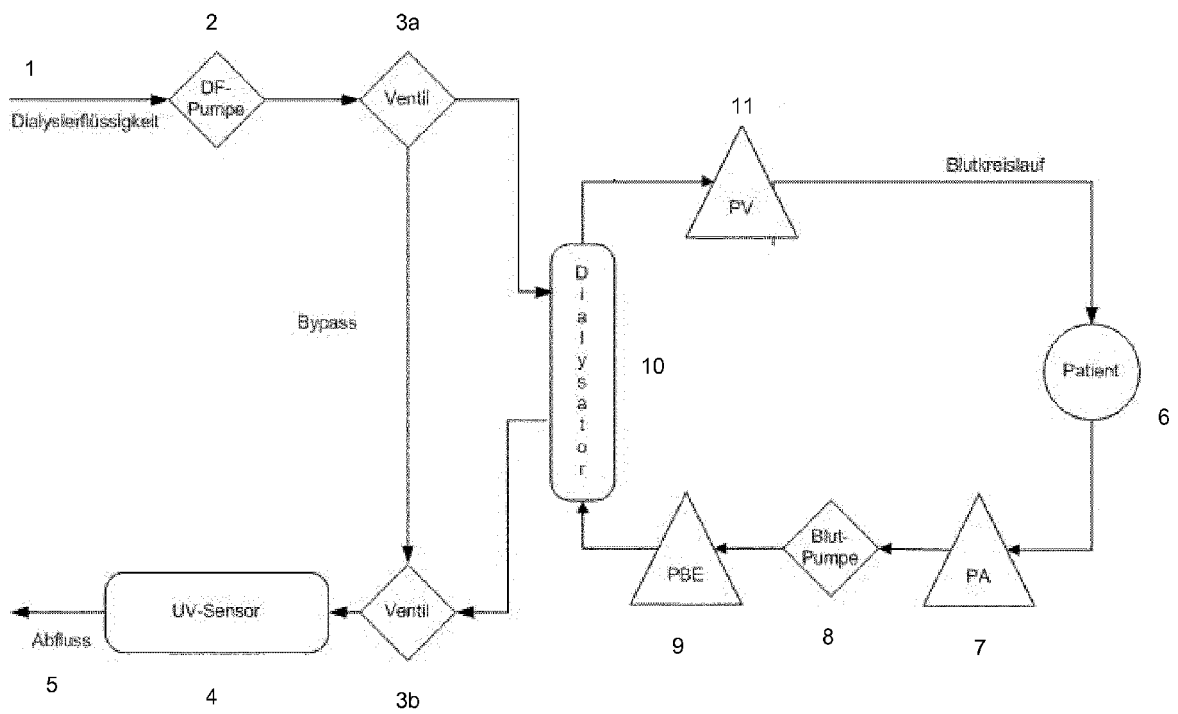 2
3a
1
DF-
Pumpe
Ventil
Dialysierflüssigkeit
11
Blutkreislauf
PV
D
i
a
l
y
s
a
t
o
r
Bypass
10
Patient
6
Blut-
Pumpe
PBE
PA
UV-Sensor
Ventil
Abfluss
9
8
7
5
4
3b